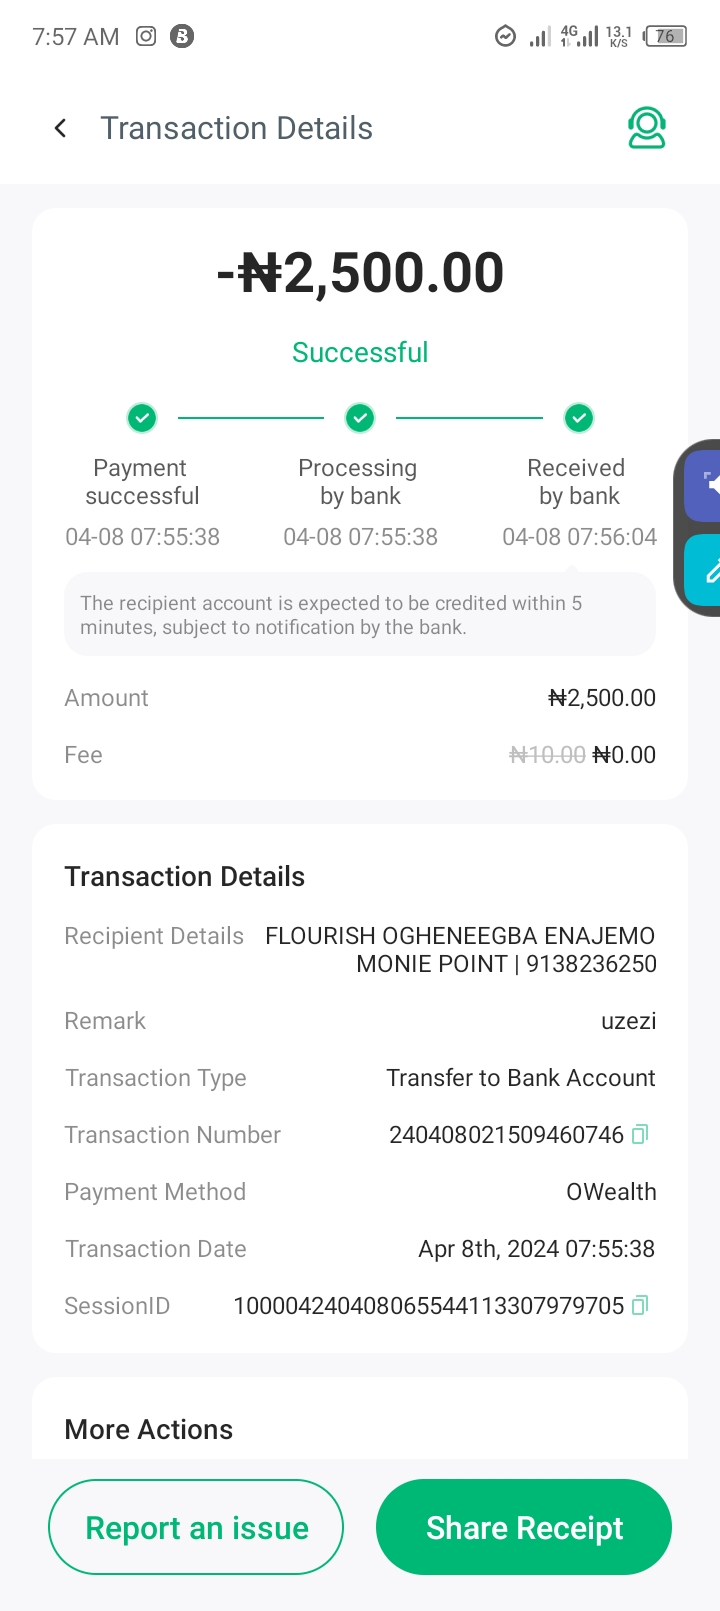 7:57 AM
4G
13.1
K/S
76
Transaction Details
-₦2,500.00
Successful
Payment successful
Processing by bank
Received by bank
04-08 07:55:38
04-08 07:55:38
04-08 07:56:04
The recipient account is expected to be credited within 5
minutes, subject to notification by the bank.
Amount ₦2,500.00
Fee ₦10.00 ₦0.00
Transaction Details
Recipient Details FLOURISH OGHENEEGBA ENAJEMO
MONIE POINT | 9138236250
Remark uzezi
Transaction Type Transfer to Bank Account
Transaction Number 240408021509460746
Payment Method OWealth
Transaction Date Apr 8th, 2024 07:55:38
SessionID 100004240408065544113307979705
More Actions
Report an issue
Share Receipt